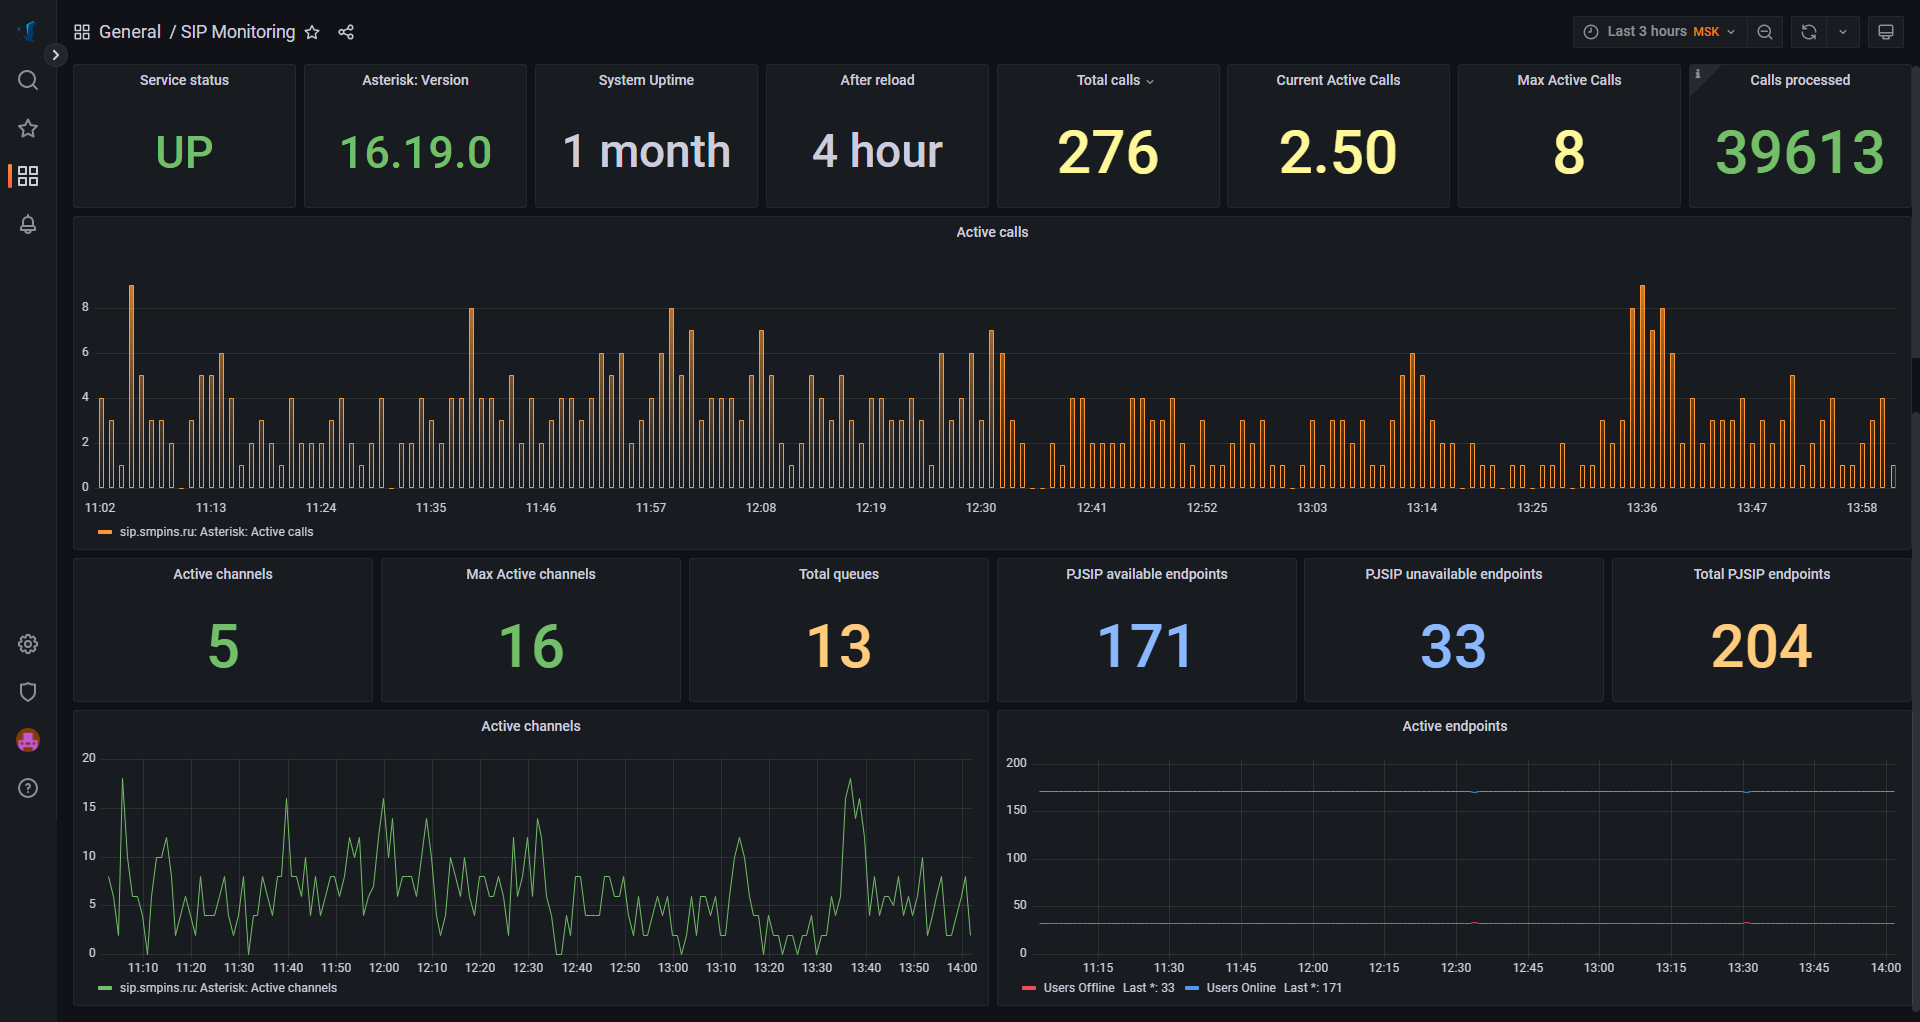 General / SIP Monitoring
Last 3 hours MSK
Service status
UP
Asterisk: Version
16.19.0
System Uptime
1 month
After reload
4 hour
Total calls
276
Current Active Calls
2.50
Max Active Calls
8
i
Calls processed
39613
Active calls
8
6
4
2
0
11:02 11:13 11:24 11:35 11:46 11:57 12:08 12:19 12:30 12:41 12:52 13:03 13:14 13:25 13:36 13:47 13:58
sip.smpins.ru: Asterisk: Active calls
Active channels
5
Max Active channels
16
Total queues
13
PJSIP available endpoints
171
PJSIP unavailable endpoints
33
Total PJSIP endpoints
204
Active channels
20
15
10
5
0
11:10 11:20 11:30 11:40 11:50 12:00 12:10 12:20 12:30 12:40 12:50 13:00 13:10 13:20 13:30 13:40 13:50 14:00
sip.smpins.ru: Asterisk: Active channels
Active endpoints
200
150
100
50
0
11:15 11:30 11:45 12:00 12:15 12:30 12:45 13:00 13:15 13:30 13:45 14:00
Users Offline Last *: 33 Users Online Last *: 171